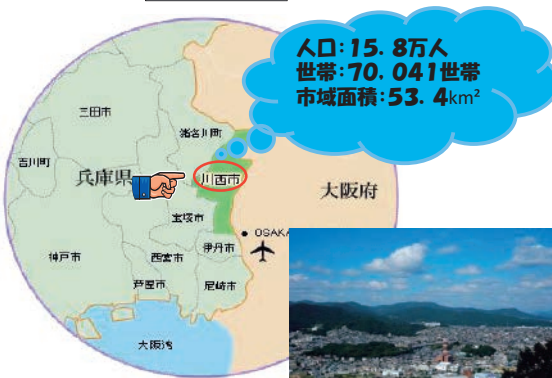 人口:15.8万人
世帯:70.041世帯
市域面積:53.4km²
三田市
猪名川町
吉川町
兵庫県
川西市
大阪府
宝塚市
OSAKA
神戸市
西宮市
伊丹市
芦屋市
尼崎市
大阪湾